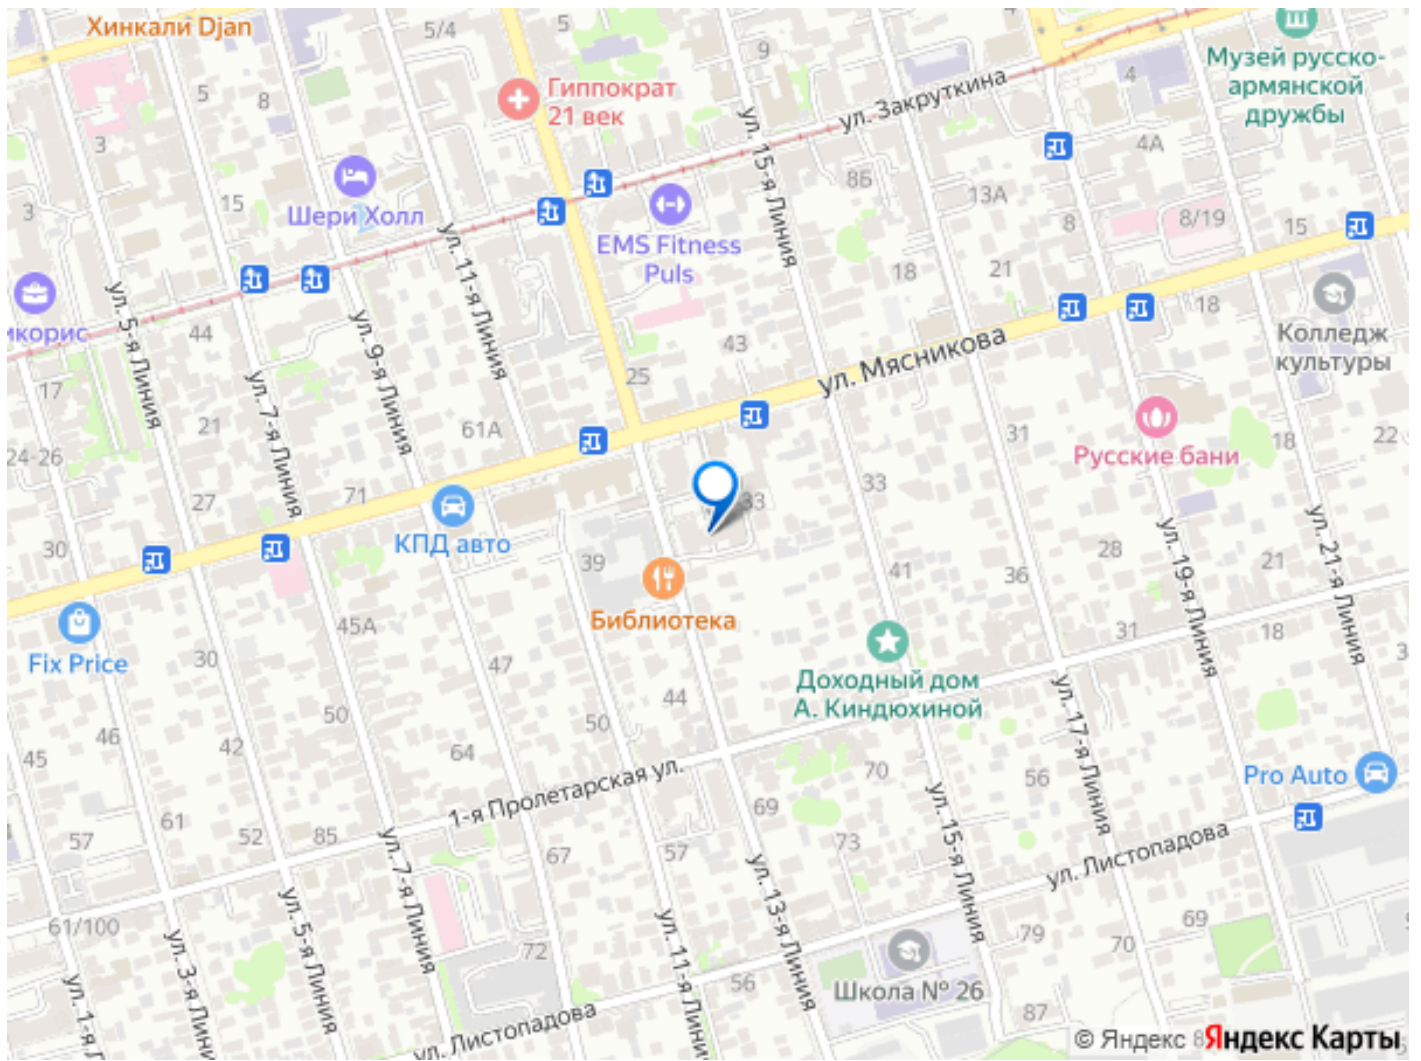 Хинкали Djan
5/4
5
9
4
Музей русско-
армянской
дружбы
Гиппократ
21 век
ул. Закруткина
5
8
4
3
4А
ул. 15-я Линия
8Б
13А
Шери Холл
15
3
8
8/19
15
EMS Fitness
Puls
ул. 11-я Линия
18
21
18
икорис
ул. 5-я Линия
44
ул. 9-я Линия
43
ул. Мясникова
Колледж
культуры
17
25
ул. 7-я Линия
21
61А
31
18
22
24-26
Русские бани
27
71
33
33
КПД авто
30
39
41
28
36
21
ул. 19-я Линия
ул. 21-я Линия
Библиотека
45А
31
18
Fix Price
30
47
Доходный дом
А. Киндюхиной
44
50
50
46
42
45
64
1-я Пролетарская ул.
70
56
ул. 17-я Линия
Pro Auto
69
57
61
52
85
67
57
73
ул. 7-я Линия
ул. 13-я Линия
ул. 15-я Линия
ул. Листопадова
61/100
ул. 3-я Линия
ул. 5-я Линия
72
ул. 11-я Линия
56
79
70
69
Школа № 26
87
ул. 1-я Л
ул. Листопадова
© Яндекс 8
Яндекс Карты